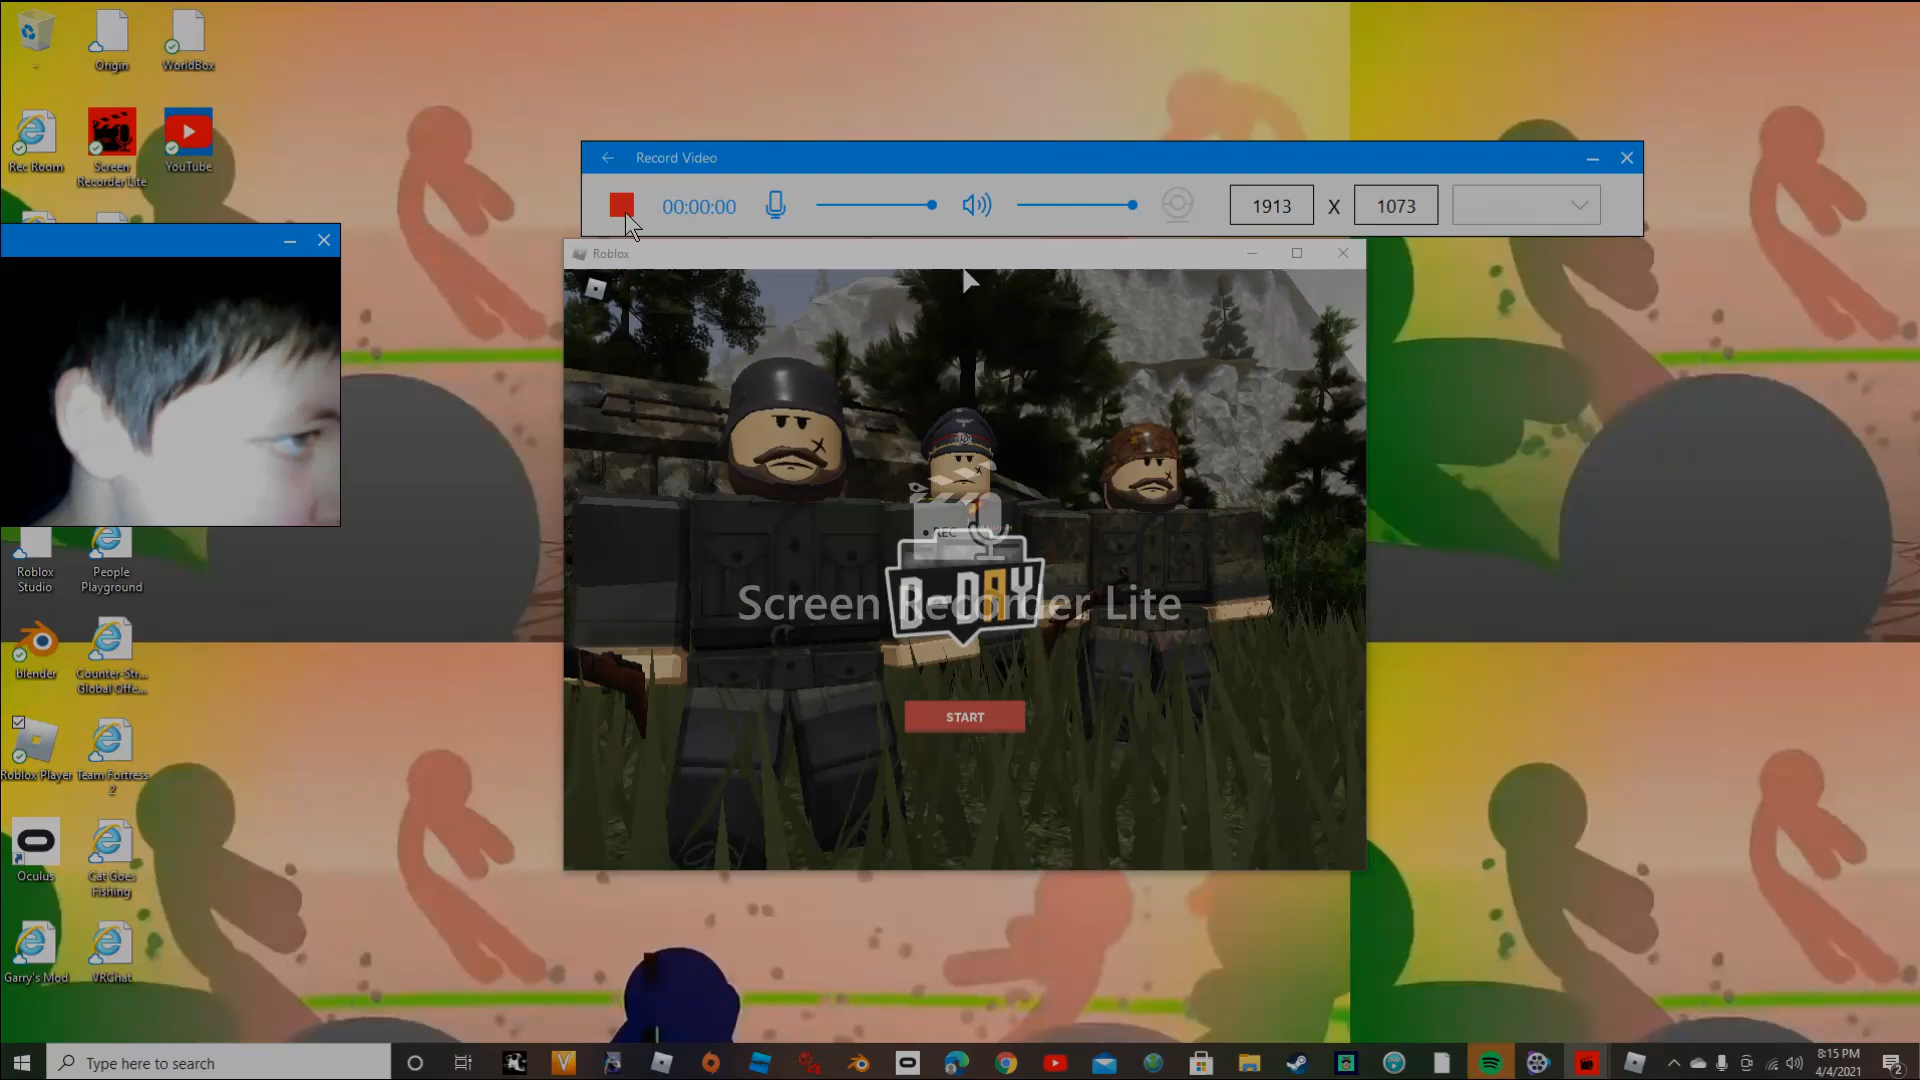 Origin
WorldBox
Rec Room
Screen
Recorder Lite
YouTube
Record Video
00:00:00
1913 X 1073
Roblox
REC
B-DAY
Screen Recorder Lite
START
Roblox
Studio
People
Playground
blender
Counter-Str...
Global Offe...
Roblox Player
Team Fortress
2
Oculus
Cat Goes
Fishing
Garry's Mod
VRChat
Type here to search
8:15 PM
4/4/2021
2